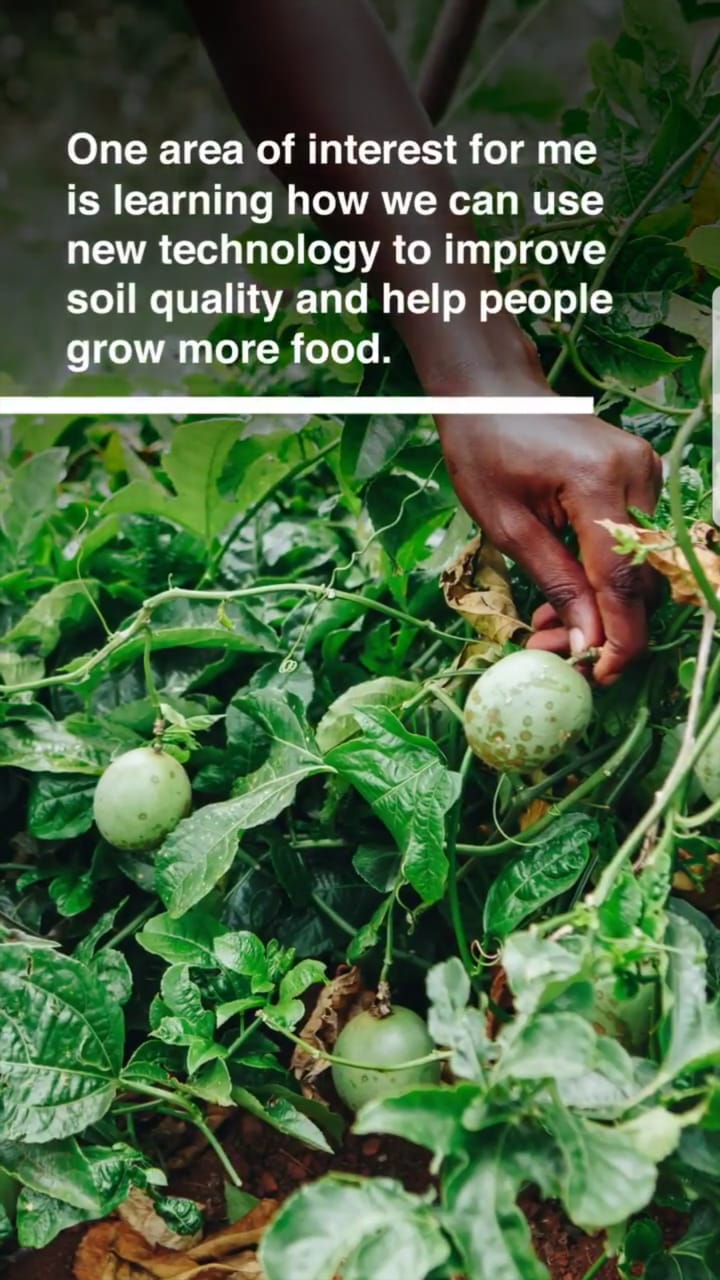 One area of interest for me
is learning how we can use
new technology to improve
soil quality and help people
grow more food.